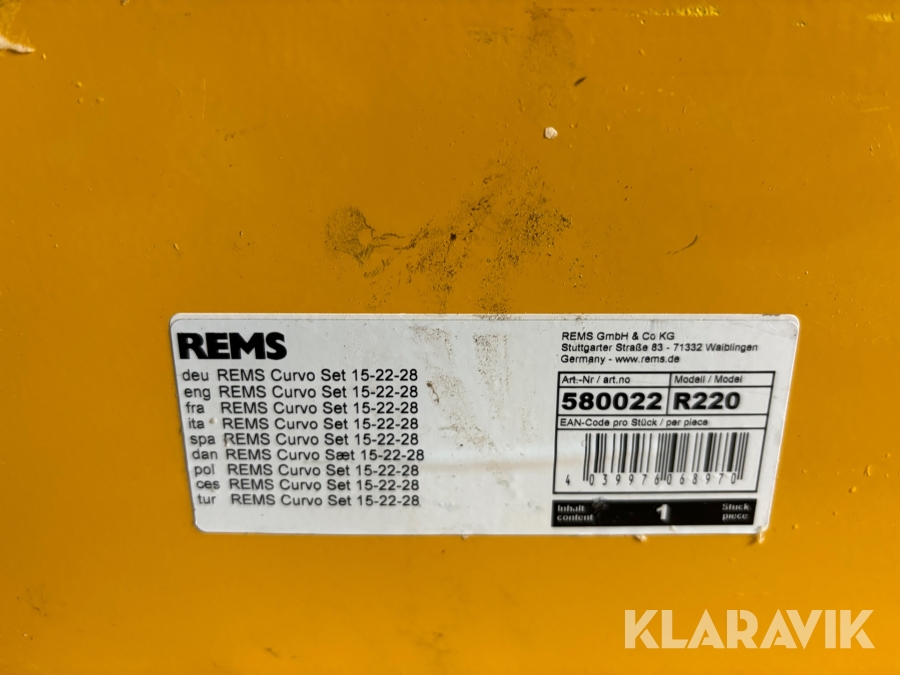 REMS
deu REMS Curvo Set 15-22-28
eng REMS Curvo Set 15-22-28
fra REMS Curvo Set 15-22-28
ita REMS Curvo Set 15-22-28
spa REMS Curvo Set 15-22-28
dan REMS Curvo Sæt 15-22-28
pol REMS Curvo Set 15-22-28
ces REMS Curvo Set 15-22-28
tur REMS Curvo Set 15-22-28
REMS GmbH & Co KG
Stuttgarter Straße 83 - 71332 Waiblingen
Germany - www.rems.de
Art.-Nr / art.no Modell / Model
580022 R220
EAN-Code pro Stück / per piece
4 039976 068970
Inhalt 1 Stück
content piece
KLARAVIK